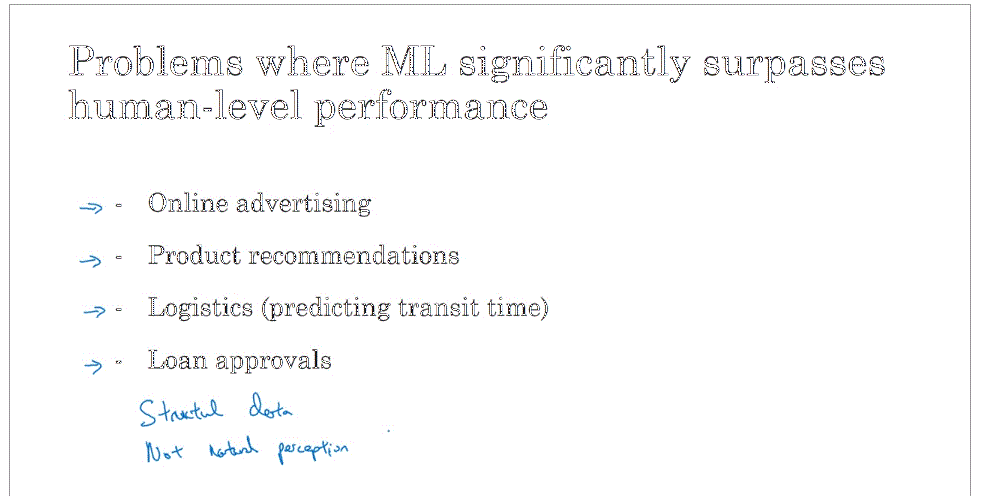 Problems where ML significantly surpasses
human-level performance
→ - Online advertising
→ - Product recommendations
→ - Logistics (predicting transit time)
→ - Loan approvals
data
Not natural perception